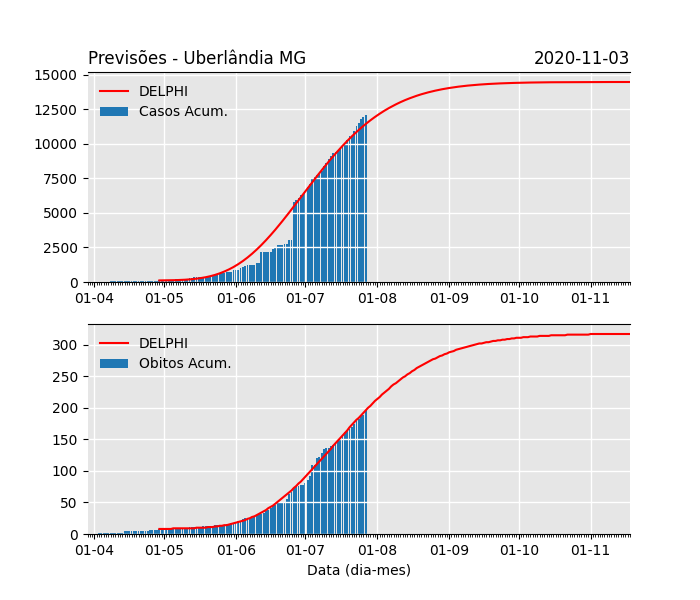 Previsões - Uberlândia MG 2020-11-03
15000
12500
10000
7500
5000
2500
0
DELPHI
Casos Acum.
01-04 01-05 01-06 01-07 01-08 01-09 01-10 01-11
300
250
200
150
100
50
0
DELPHI
Obitos Acum.
01-04 01-05 01-06 01-07 01-08 01-09 01-10 01-11
Data (dia-mes)